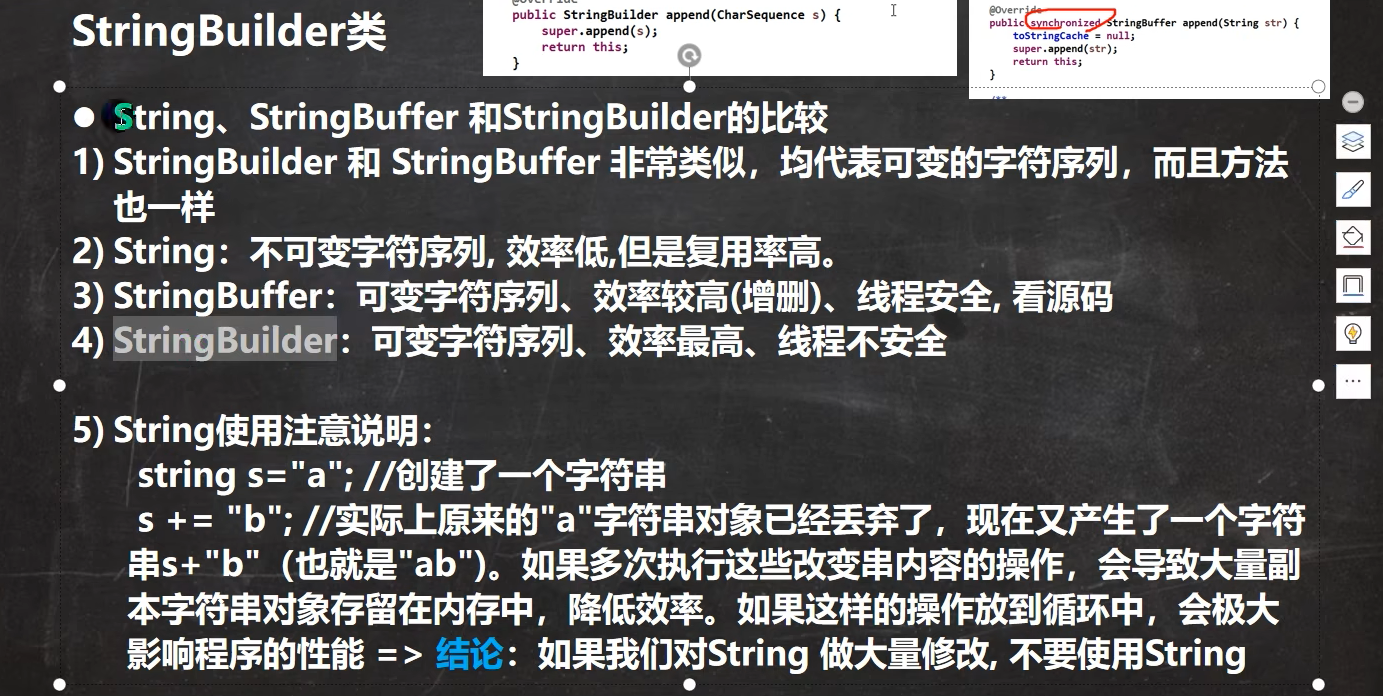 StringBuilder类
@Override
public StringBuilder append(CharSequence s) {
super.append(s);
return this;
}
@Override
public synchronized StringBuffer append(String str) {
toStringCache = null;
super.append(str);
return this;
}
/**
● String、StringBuffer 和StringBuilder的比较
1) StringBuilder 和 StringBuffer 非常类似，均代表可变的字符序列，而且方法
也一样
2) String：不可变字符序列, 效率低,但是复用率高。
3) StringBuffer：可变字符序列、效率较高(增删)、线程安全, 看源码
4) StringBuilder：可变字符序列、效率最高、线程不安全
5) String使用注意说明：
string s="a"; //创建了一个字符串
s += "b"; //实际上原来的"a"字符串对象已经丢弃了，现在又产生了一个字符
串s+"b"（也就是"ab")。如果多次执行这些改变串内容的操作，会导致大量副
本字符串对象存留在内存中，降低效率。如果这样的操作放到循环中，会极大
影响程序的性能 => 结论：如果我们对String 做大量修改, 不要使用String